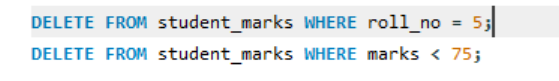 DELETE FROM student_marks WHERE roll_no = 5;
DELETE FROM student_marks WHERE marks < 75;